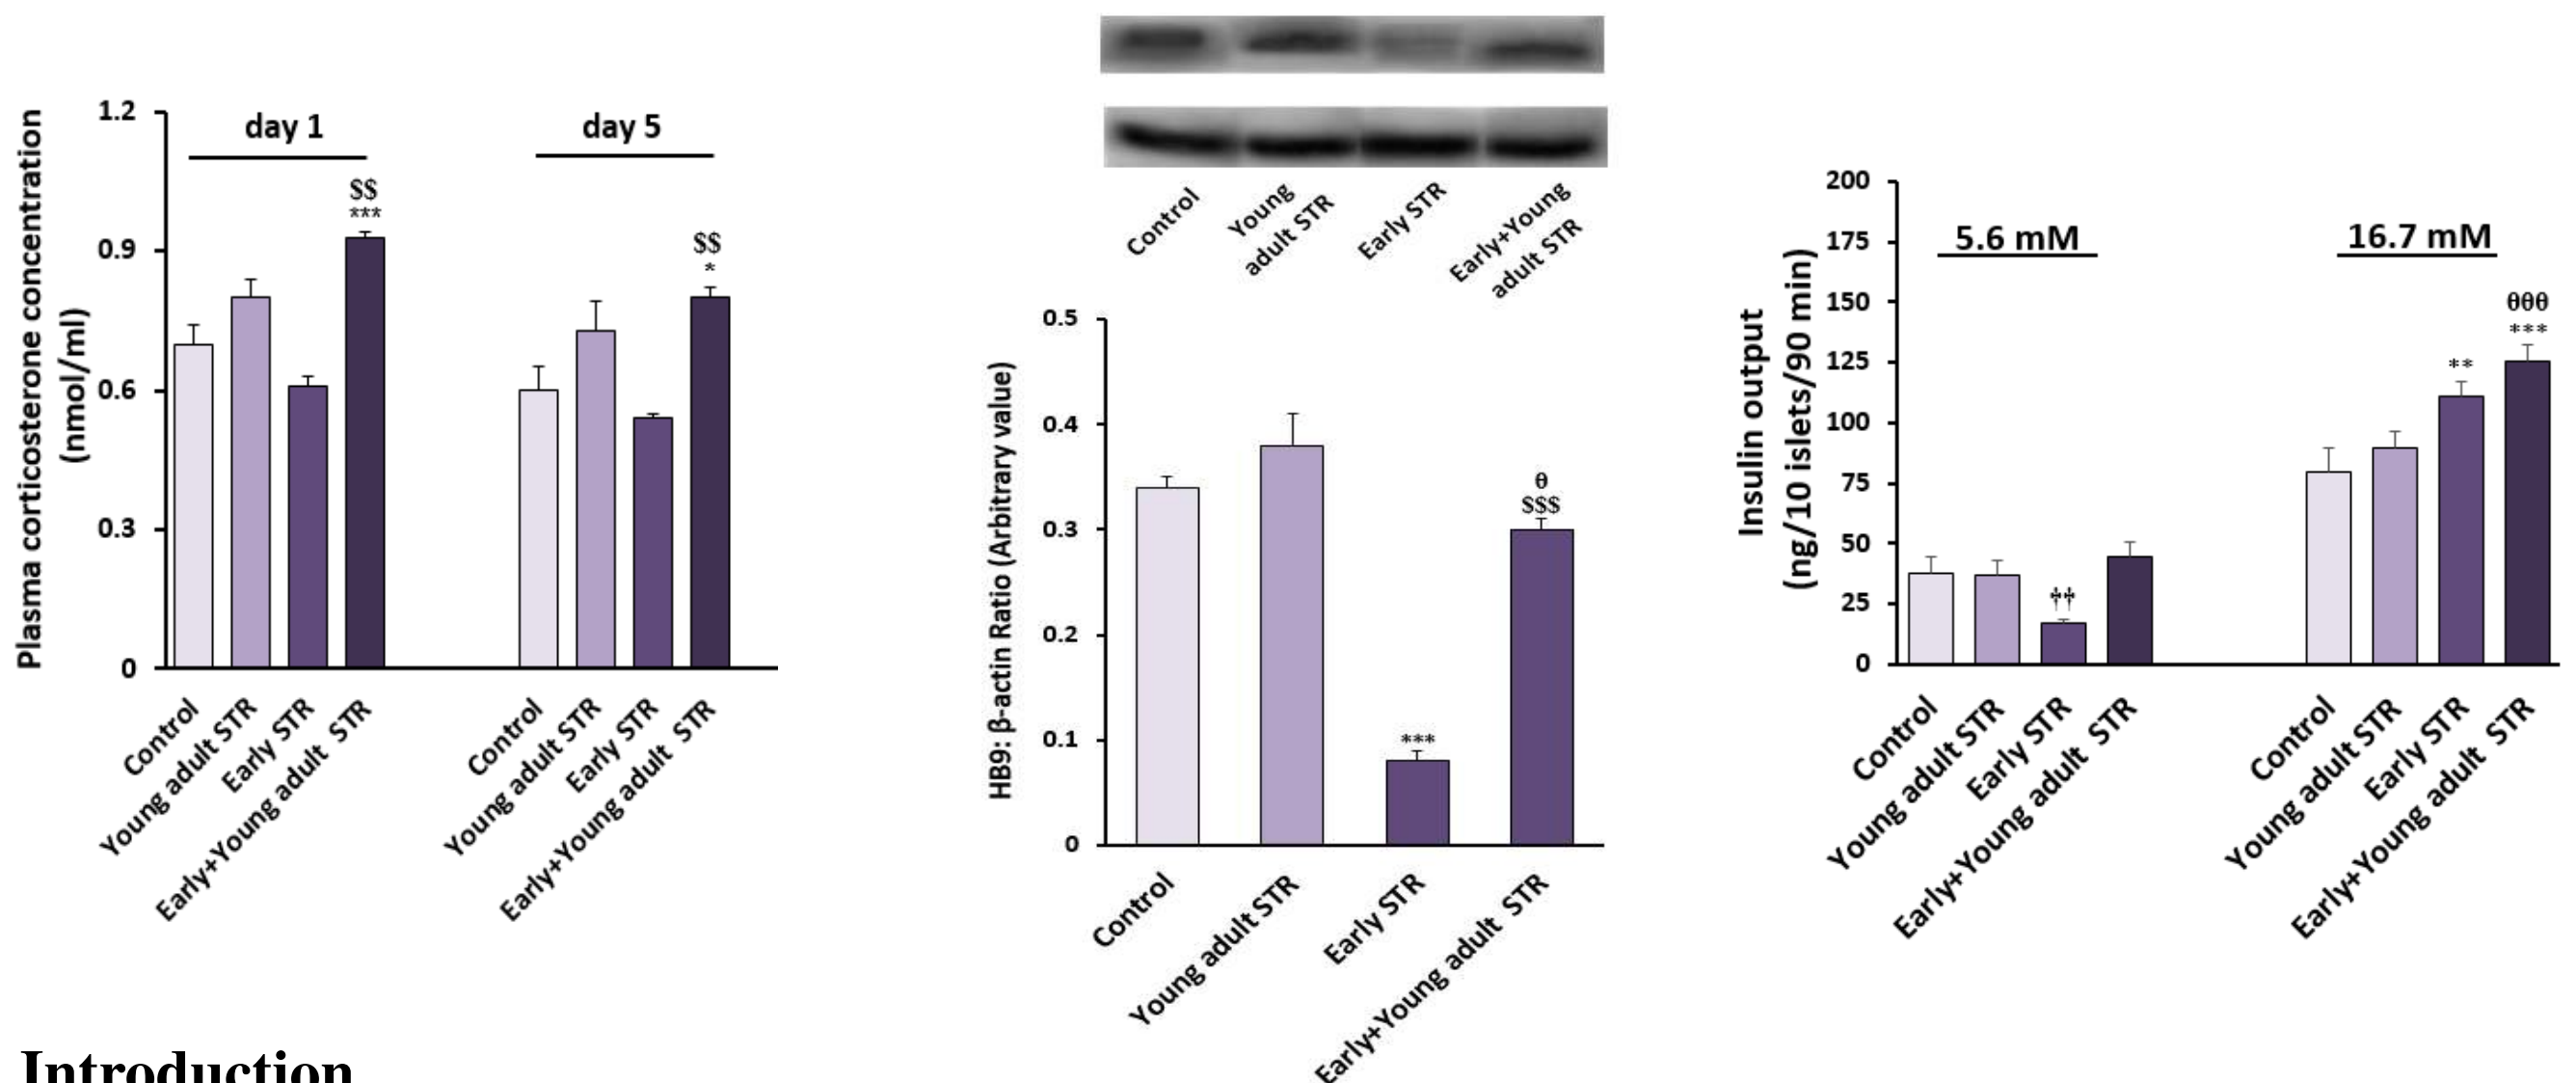 Plasma corticosterone concentration
(nmol/ml)
1.2
0.9
0.6
0.3
0
day 1
day 5
$$
***
$$
*
Control
Young adult STR
Early STR
Early+Young adult STR
Control
Young adult STR
Early STR
Early+Young adult STR
Control
Young
adult STR
Early STR
Early+Young
adult STR
HB9: β-actin Ratio (Arbitrary value)
0.5
0.4
0.3
0.2
0.1
0
***
θ
$$$
Control
Young adult STR
Early STR
Early+Young adult STR
Insulin output
(ng/10 islets/90 min)
200
175
150
125
100
75
50
25
0
5.6 mM
16.7 mM
††
**
θθθ
***
Control
Young adult STR
Early STR
Early+Young adult STR
Control
Young adult STR
Early STR
Early+Young adult STR
Introduction